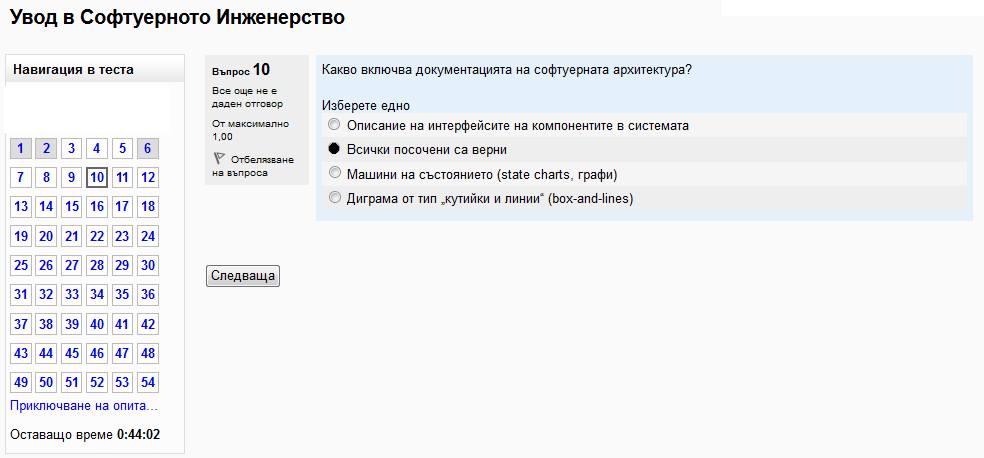 Увод в Софтуерното Инженерство
Навигация в теста
1 2 3 4 5 6
7 8 9 10 11 12
13 14 15 16 17 18
19 20 21 22 23 24
25 26 27 28 29 30
31 32 33 34 35 36
37 38 39 40 41 42
43 44 45 46 47 48
49 50 51 52 53 54
Приключване на опита...
Оставащо време 0:44:02
Въпрос 10
Все още не е
даден отговор
От максимално
1,00
Отбелязване
на въпроса
Какво включва документацията на софтуерната архитектура?
Изберете едно
Описание на интерфейсите на компонентите в системата
Всички посочени са верни
Машини на състоянието (state charts, графи)
Диграма от тип „кутийки и линии“ (box-and-lines)
Следваща